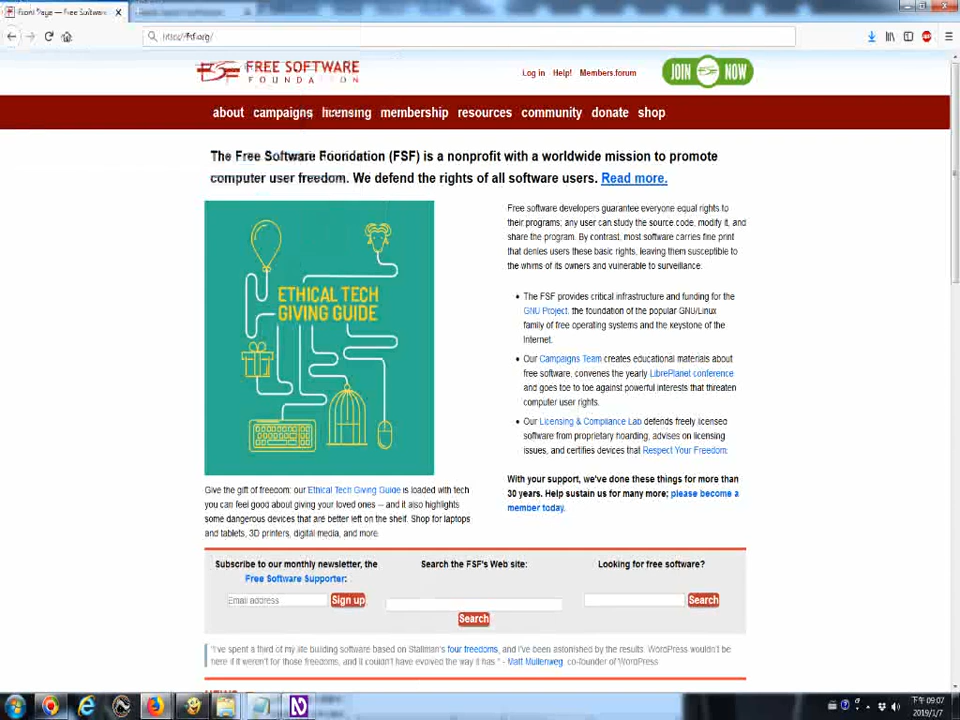 Front Page — Free Software
FREE SOFTWARE
FOUNDATION
Log in Help! Members forum
JOIN NOW
about campaigns licensing membership resources community donate shop
The Free Software Foundation (FSF) is a nonprofit with a worldwide mission to promote
computer user freedom. We defend the rights of all software users. Read more.
ETHICAL TECH
GIVING GUIDE
Give the gift of freedom: our Ethical Tech Giving Guide is loaded with tech
you can feel good about giving your loved ones -- and it also highlights
some dangerous devices that are better left on the shelf. Shop for laptops
and tablets, 3D printers, digital media, and more.
Free software developers guarantee everyone equal rights to
their programs; any user can study the source code, modify it, and
share the program. By contrast, most software carries fine print
that denies users these basic rights, leaving them susceptible to
the whims of its owners and vulnerable to surveillance.
The FSF provides critical infrastructure and funding for the
GNU Project, the foundation of the popular GNU/Linux
family of free operating systems and the keystone of the
Internet.
Our Campaigns Team creates educational materials about
free software, convenes the yearly LibrePlanet conference
and goes toe to toe against powerful interests that threaten
computer user rights.
Our Licensing & Compliance Lab defends freely licensed
software from proprietary hoarding, advises on licensing
issues, and certifies devices that Respect Your Freedom.
With your support, we've done these things for more than
30 years. Help sustain us for many more; please become a
member today.
Subscribe to our monthly newsletter, the
Free Software Supporter:
Email address Sign up
Search the FSF's Web site:
Search
Looking for free software?
Search
"I've spent a third of my life building software based on Stallman's four freedoms, and I've been astonished by the results. WordPress wouldn't be
here if it weren't for those freedoms, and it couldn't have evolved the way it has." - Matt Mullenweg, co-founder of WordPress
下午 09:07
2019/1/7